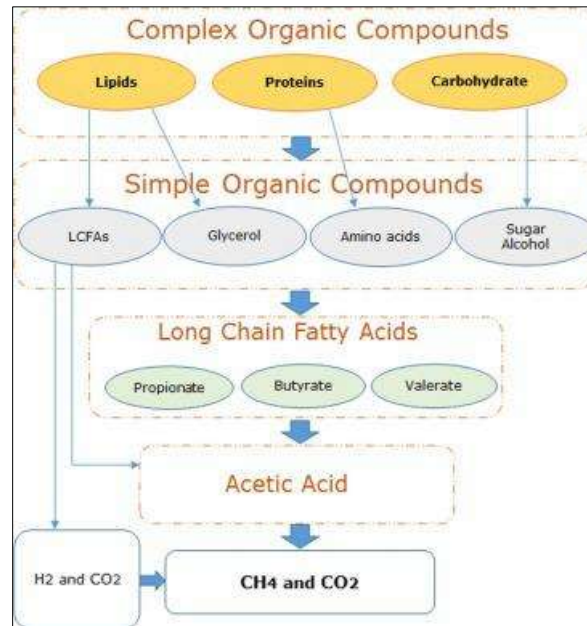 Complex Organic Compounds
Lipids
Proteins
Carbohydrate
Simple Organic Compounds
LCFAs
Glycerol
Amino acids
Sugar
Alcohol
Long Chain Fatty Acids
Propionate
Butyrate
Valerate
Acetic Acid
H2 and CO2
CH4 and CO2